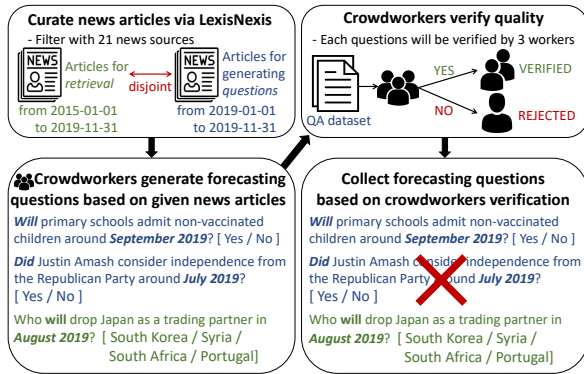 Curate news articles via LexisNexis
- Filter with 21 news sources
NEWS
Articles for
retrieval
disjoint
NEWS
Articles for
generating
questions
from 2015-01-01
to 2019-11-31
from 2019-01-01
to 2019-11-31
Crowdworkers verify quality
- Each questions will be verified by 3 workers
QA dataset
YES
NO
VERIFIED
REJECTED
Crowdworkers generate forecasting
questions based on given news articles
Will primary schools admit non-vaccinated
children around September 2019? [ Yes / No ]
Did Justin Amash consider independence from
the Republican Party around July 2019?
[ Yes / No ]
Who will drop Japan as a trading partner in
August 2019? [ South Korea / Syria /
South Africa / Portugal]
Collect forecasting questions
based on crowdworkers verification
Will primary schools admit non-vaccinated
children around September 2019? [ Yes / No ]
Did Justin Amash consider independence from
the Republican Party around July 2019?
[ Yes / No ]
Who will drop Japan as a trading partner in
August 2019? [ South Korea / Syria /
South Africa / Portugal]